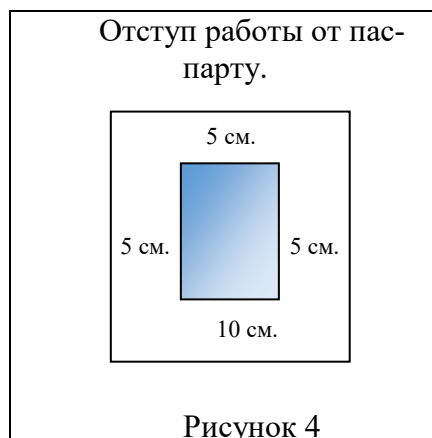 Отступ работы от пас-
парту.
5 см.
5 см. 5 см.
10 см.
Рисунок 4